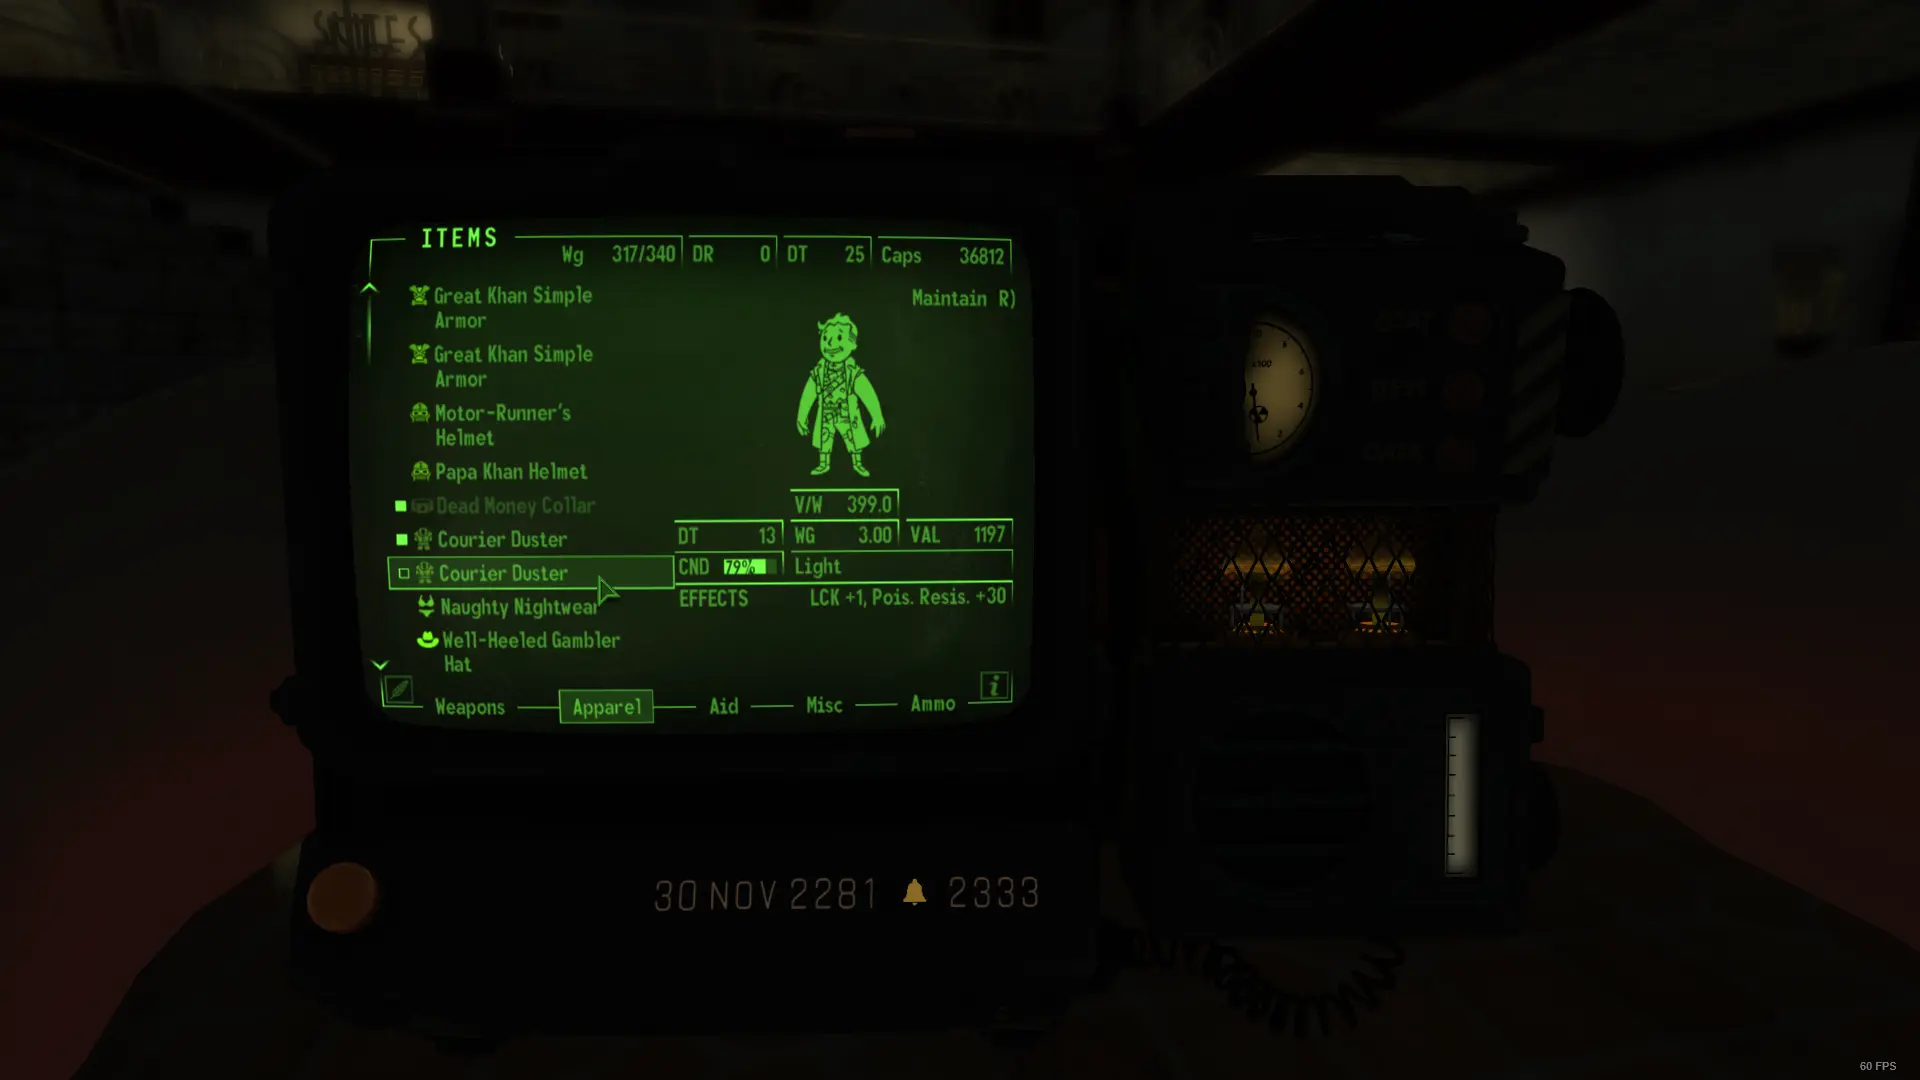 ITEMS
Wg 317/340 DR 0 DT 25 Caps 36812
Maintain R)
Great Khan Simple
Armor
Great Khan Simple
Armor
Motor-Runner's
Helmet
Papa Khan Helmet
Dead Money Collar
Courier Duster
Courier Duster
Naughty Nightwear
Well-Heeled Gambler
Hat
V/W 399.0
DT 13 WG 3.00 VAL 1197
CND 79% Light
EFFECTS LCK +1, Pois. Resis. +30
i
Weapons Apparel Aid Misc Ammo
30 NOV 2281 2333
60 FPS